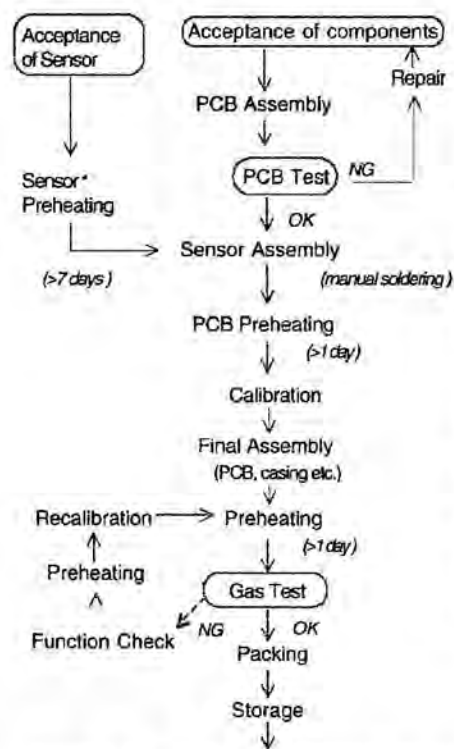 Acceptance
of Sensor
Acceptance of components
Repair
PCB Assembly
PCB Test
NG
OK
Sensor*
Preheating
Sensor Assembly
(>7 days)
(manual soldering)
PCB Preheating
(>1 day)
Calibration
Final Assembly
(PCB, casing etc.)
Recalibration
Preheating
(>1 day)
Preheating
Gas Test
Function Check
NG
OK
Packing
Storage